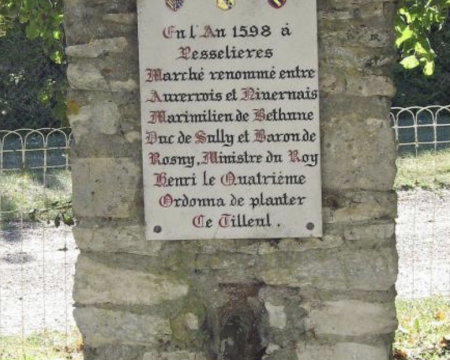 En l'An 1598 à
Pesselieres
Marché renommé entre
Auxerrois et Nivernais
Maximilien de Bethune
Duc de Sully et Baron de
Rosny, Ministre du Roy
Henri le Quatrième
Ordonna de planter
Ce Tilleul.